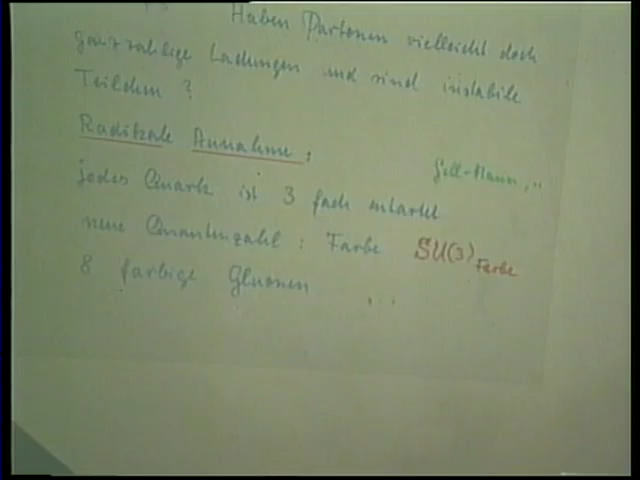 Haben Partonen vielleicht doch
ganzzahlige Ladungen und sind instabile
Teilchen ?
Radikale Annahme :
Gell-Mann, ..
jedes Quark ist 3 fach entartet
neue Quantenzahl : Farbe SU(3) Farbe
8 farbige Gluonen ...